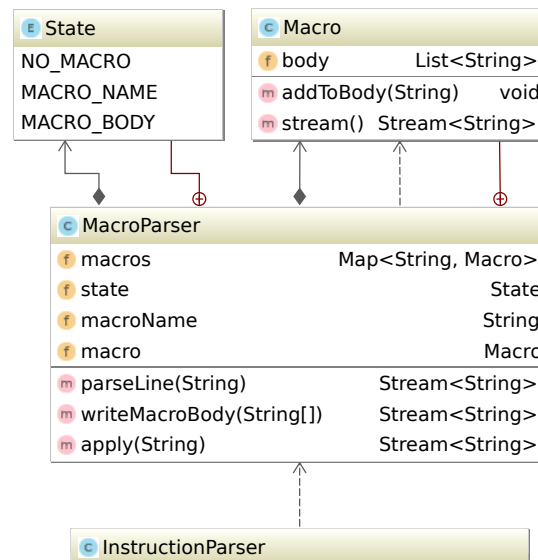 E State
NO_MACRO
MACRO_NAME
MACRO_BODY
C Macro
f body List<String>
m addToBody(String) void
m stream() Stream<String>
C MacroParser
f macros Map<String, Macro>
f state State
f macroName String
f macro Macro
m parseLine(String) Stream<String>
m writeMacroBody(String[]) Stream<String>
m apply(String) Stream<String>
C InstructionParser